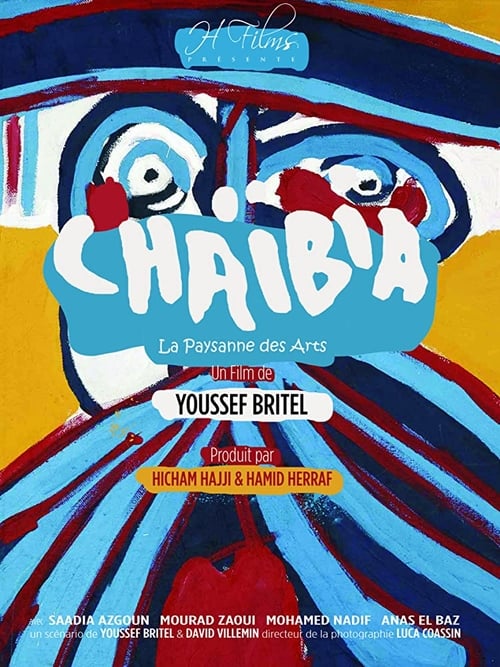 H Films
PRÉSENTE
CHAÏBIA
La Paysanne des Arts
Un Film de
YOUSSEF BRITEL
Produit par
HICHAM HAJJI & HAMID HERRAF
avec SAADIA AZGOUN MOURAD ZAOUI MOHAMED NADIF ANAS EL BAZ
un scénario de YOUSSEF BRITEL & DAVID VILLEMIN directeur de la photographie LUCA COASSIN